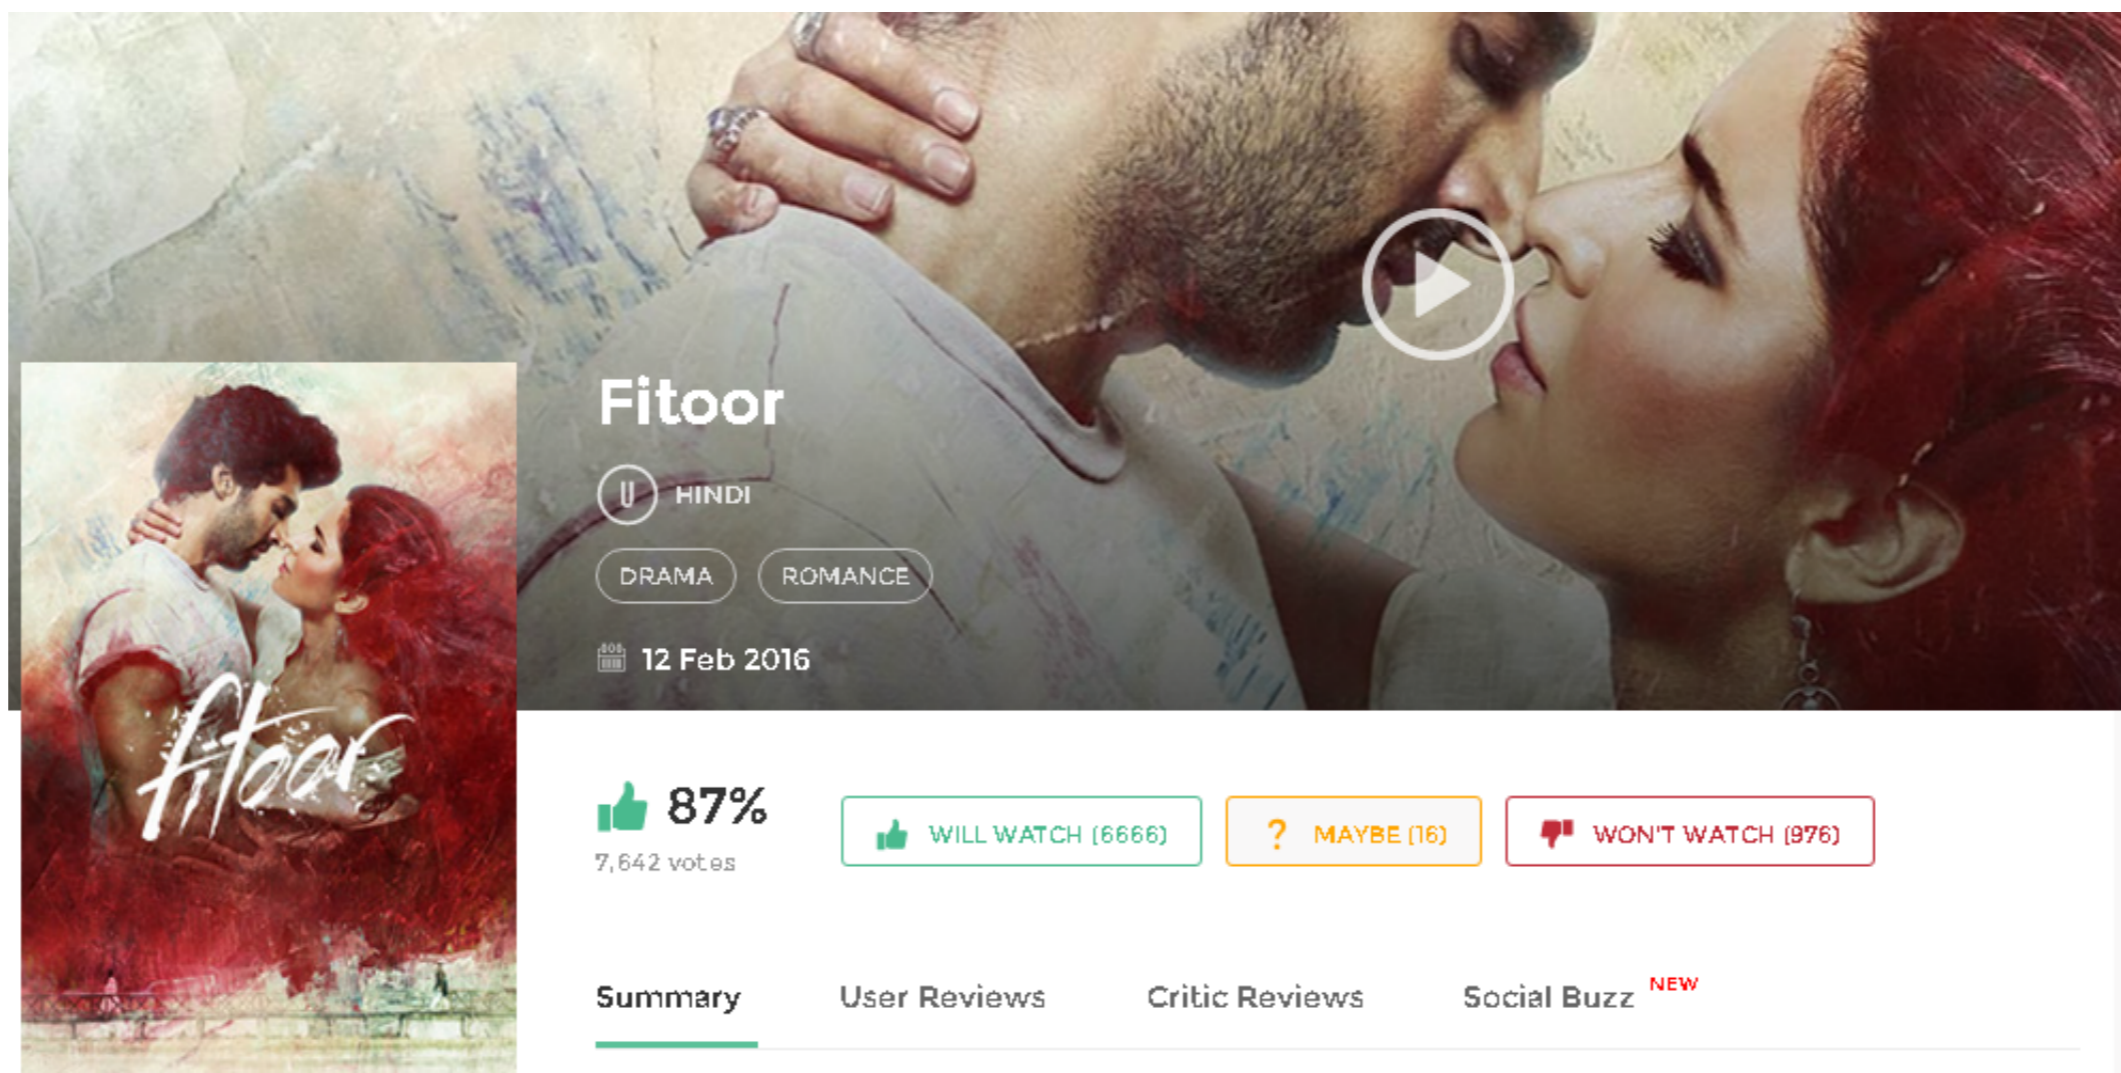 Fitoor
U HINDI
DRAMA ROMANCE
12 Feb 2016
fitoor
87%
7,642 votes
WILL WATCH (6666)
? MAYBE (16)
WON'T WATCH (976)
Summary User Reviews Critic Reviews Social Buzz NEW